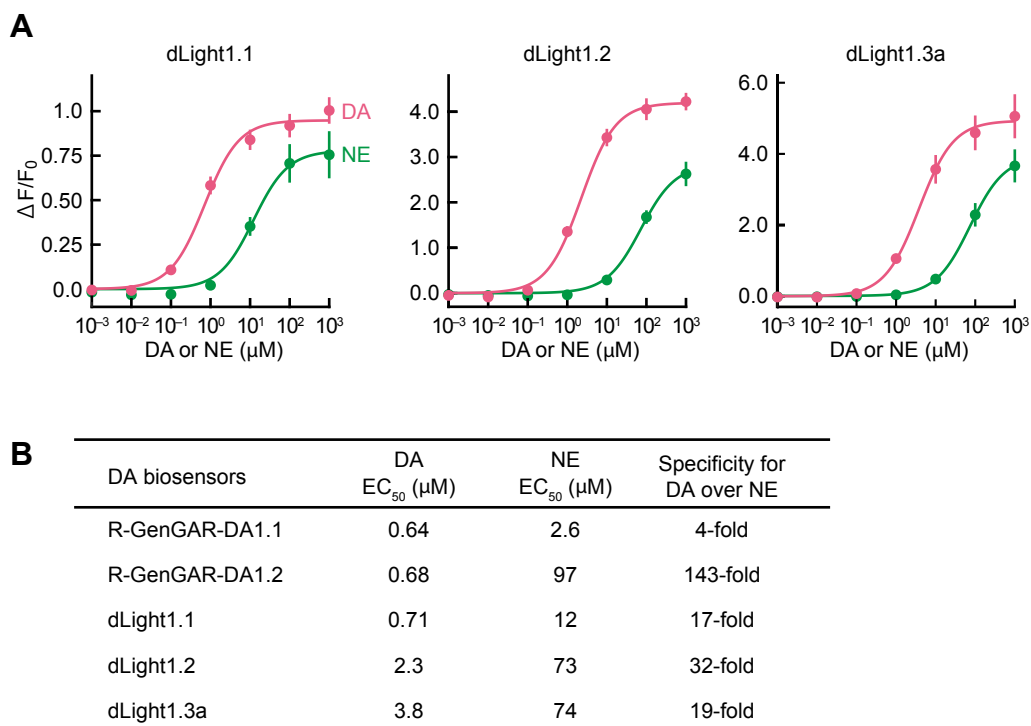 A
dLight1.1
dLight1.2
dLight1.3a
1.0
0.75
0.50
0.25
0.0
Δ F/F₀
DA
NE
10⁻³ 10⁻² 10⁻¹ 10⁰ 10¹ 10² 10³
DA or NE (µM)
4.0
3.0
2.0
1.0
0.0
10⁻³ 10⁻² 10⁻¹ 10⁰ 10¹ 10² 10³
DA or NE (µM)
6.0
4.0
2.0
0.0
10⁻³ 10⁻² 10⁻¹ 10⁰ 10¹ 10² 10³
DA or NE (µM)
B
DA biosensors
DA
EC₅₀ (µM)
NE
EC₅₀ (µM)
Specificity for
DA over NE
R-GenGAR-DA1.1 0.64 2.6 4-fold
R-GenGAR-DA1.2 0.68 97 143-fold
dLight1.1 0.71 12 17-fold
dLight1.2 2.3 73 32-fold
dLight1.3a 3.8 74 19-fold